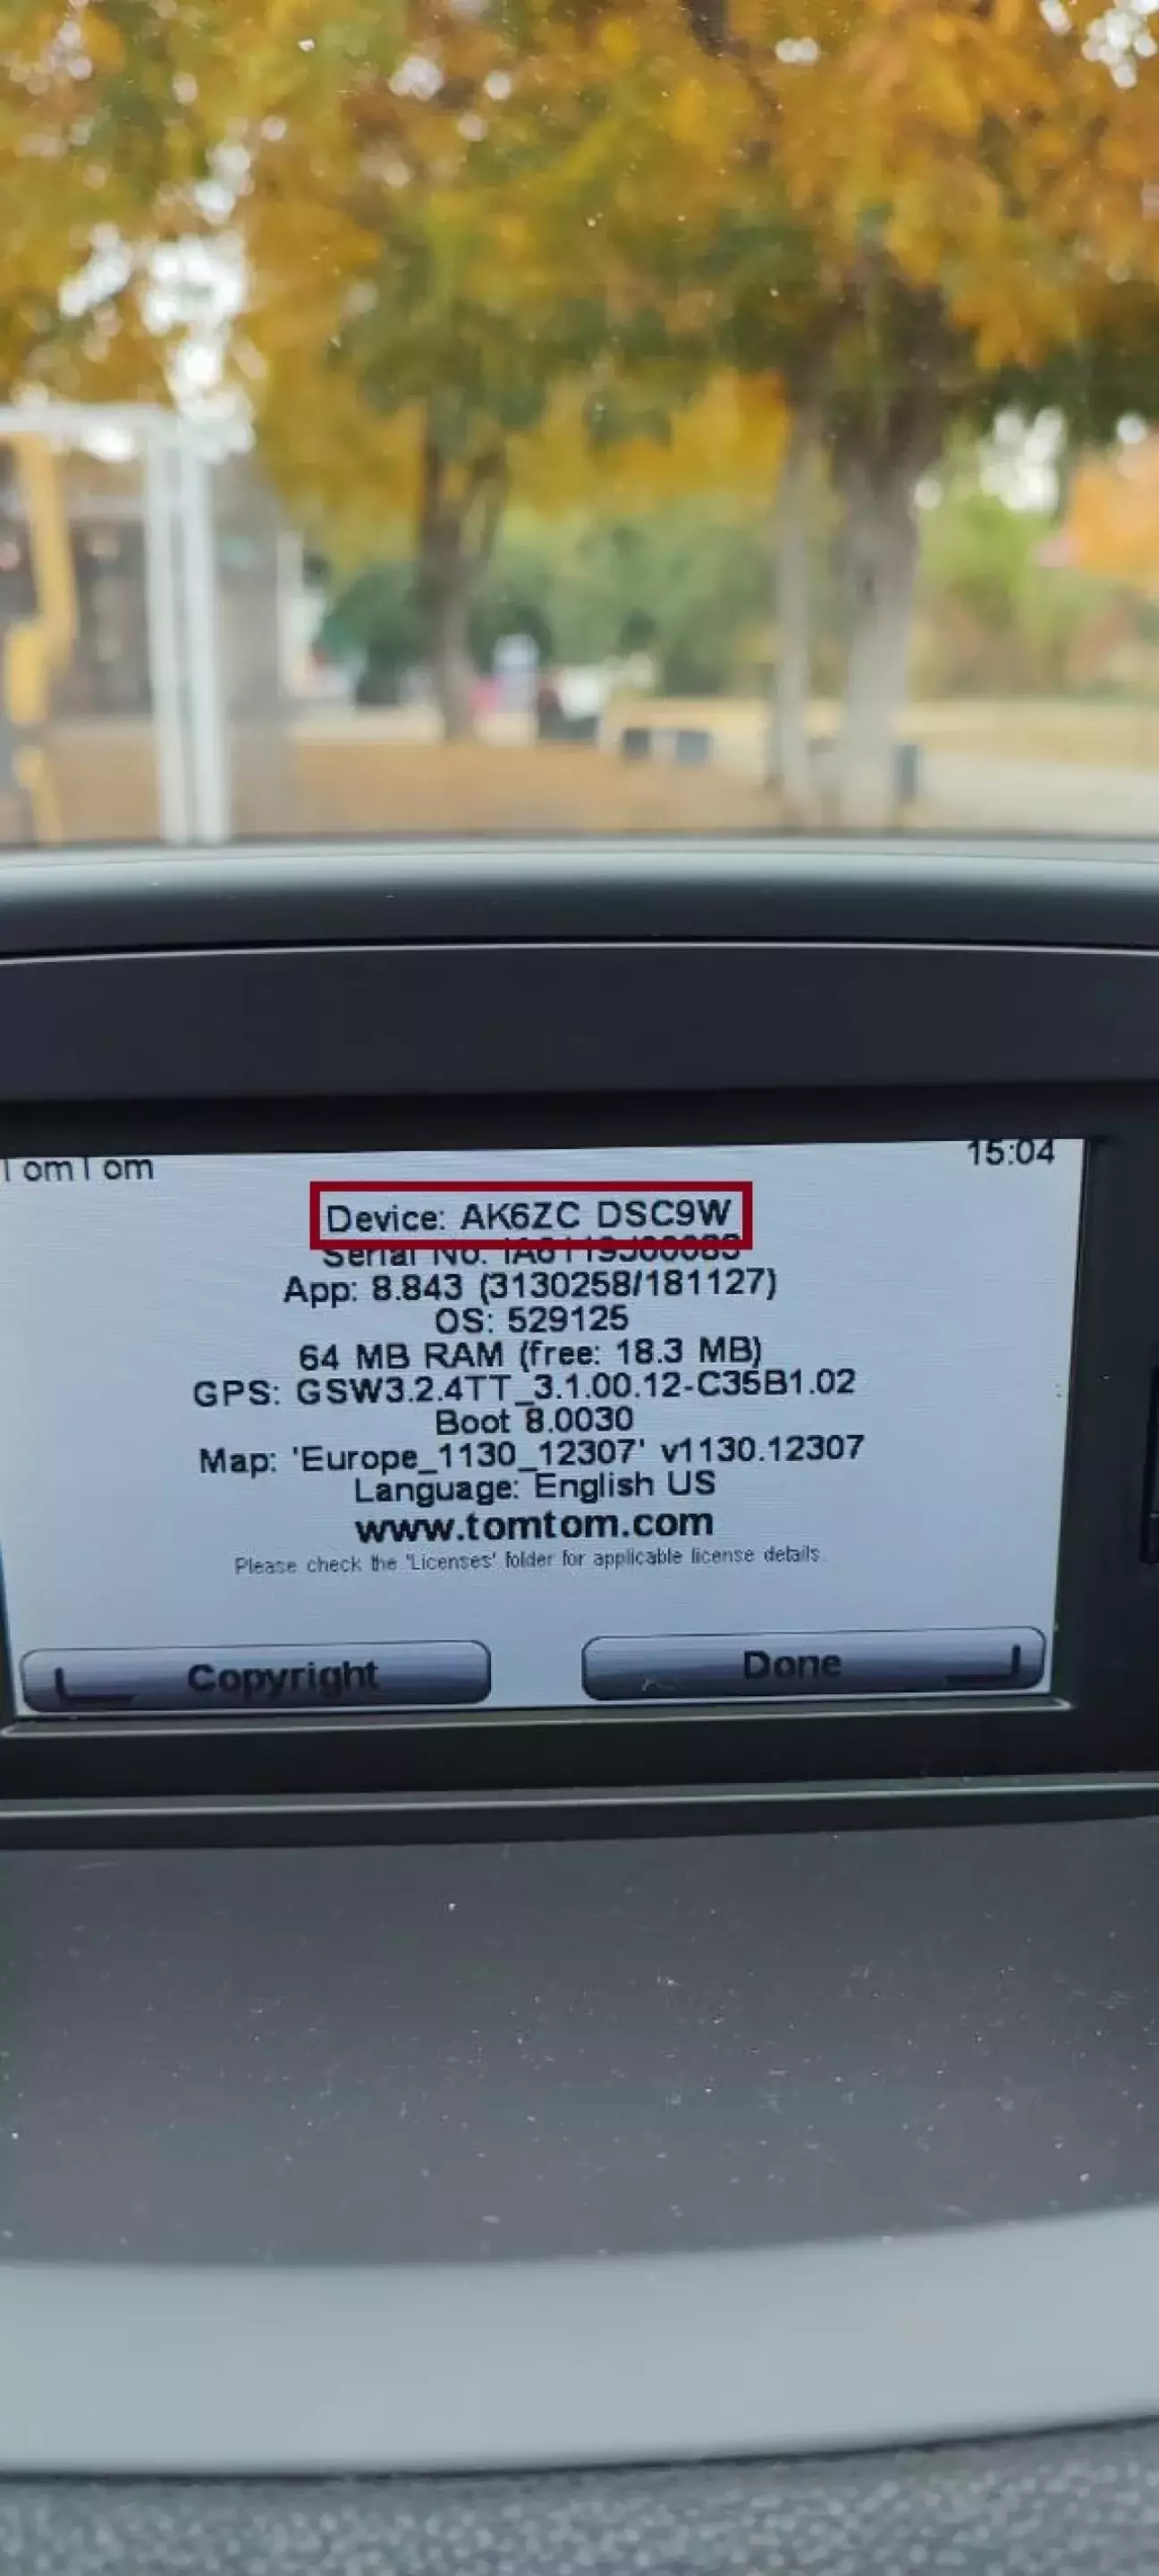 TomTom
15:04
Device: AK6ZC DSC9W
Serial No.
App: 8.843 (3130258/181127)
OS: 529125
64 MB RAM (free: 18.3 MB)
GPS: GSW3.2.4TT_3.1.00.12-C35B1.02
Boot 8.0030
Map: 'Europe_1130_12307' v1130.12307
Language: English US
www.tomtom.com
Please check the 'Licenses' folder for applicable license details.
Copyright
Done